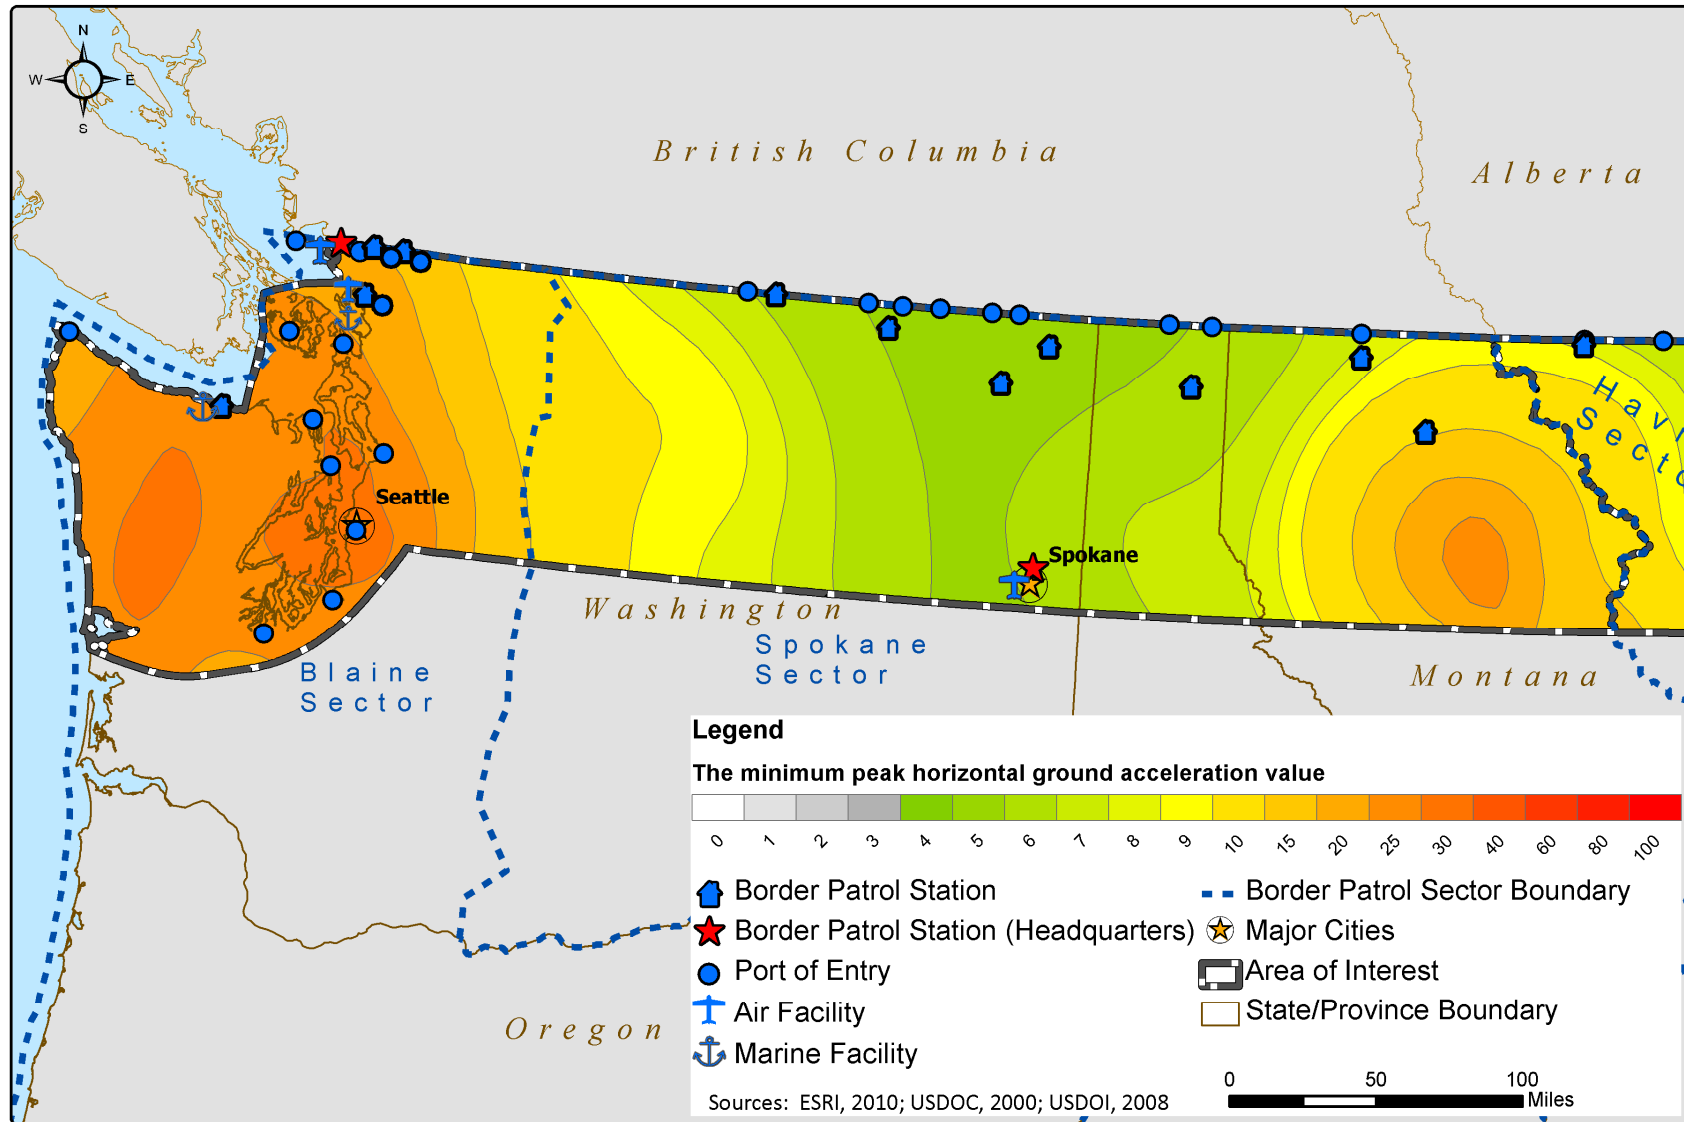 N
W E
S
British Columbia
Alberta
Havr
Secto
Seattle
Spokane
Washington
Spokane
Sector
Blaine
Sector
Montana
Oregon
Legend
The minimum peak horizontal ground acceleration value
0 1 2 3 4 5 6 7 8 9 10 15 20 25 30 40 60 80 100
Border Patrol Station
Border Patrol Station (Headquarters)
Port of Entry
Air Facility
Marine Facility
Border Patrol Sector Boundary
Major Cities
Area of Interest
State/Province Boundary
0 50 100
Miles
Sources: ESRI, 2010; USDOC, 2000; USDOI, 2008